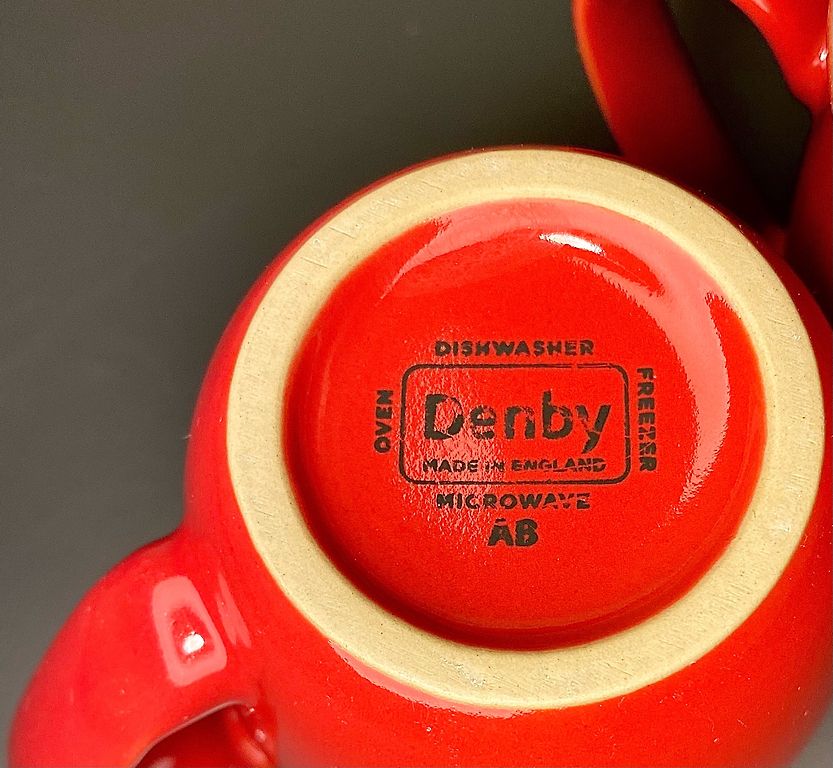 DISHWASHER
OVEN
Denby
FREEZER
MADE IN ENGLAND
MICROWAVE
AB